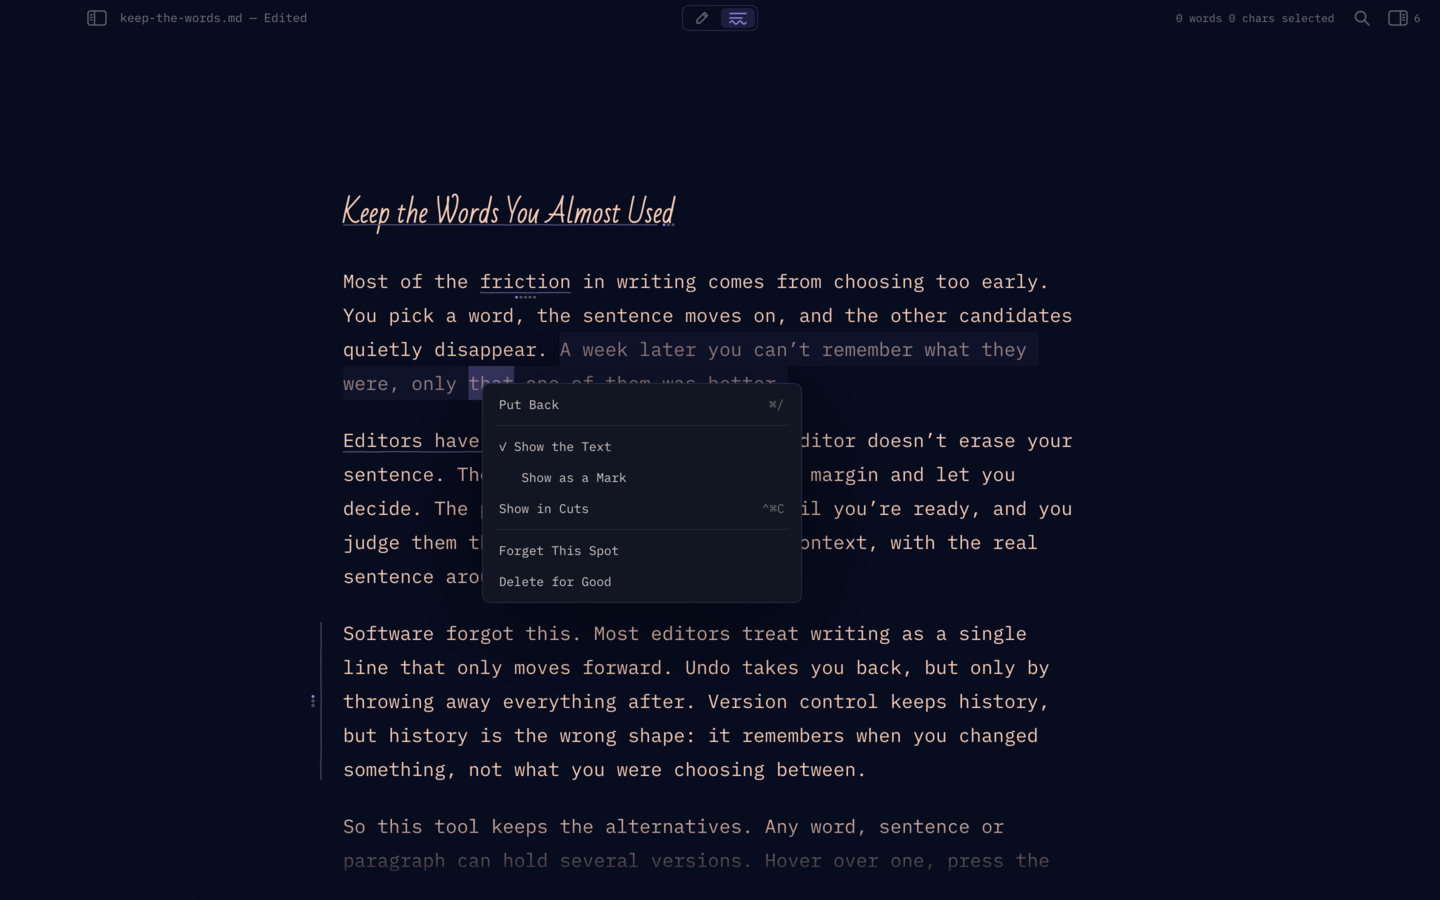 keep-the-words.md — Edited
0 words 0 chars selected
6
Keep the Words You Almost Used
Most of the friction in writing comes from choosing too early.
You pick a word, the sentence moves on, and the other candidates
quietly disappear. A week later you can’t remember what they
were, only that one of them was better.
Put Back ⌘/
√ Show the Text
Show as a Mark
Show in Cuts ^⌘C
Forget This Spot
Delete for Good
Editors have ditor doesn’t erase your
sentence. margin and let you
decide. The you’re ready, and you
judge them ontext, with the real
sentence
Software forgot this. Most editors treat writing as a single
line that only moves forward. Undo takes you back, but only by
throwing away everything after. Version control keeps history,
but history is the wrong shape: it remembers when you changed
something, not what you were choosing between.
So this tool keeps the alternatives. Any word, sentence or
paragraph can hold several versions. Hover over one, press the